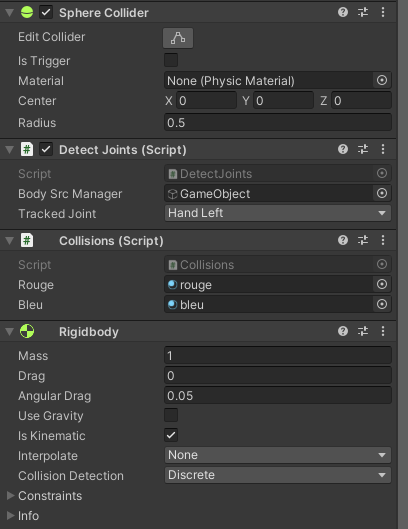 Sphere Collider
Edit Collider
Is Trigger
Material None (Physic Material)
Center X 0 Y 0 Z 0
Radius 0.5
# Detect Joints (Script)
Script # DetectJoints
Body Src Manager GameObject
Tracked Joint Hand Left
# Collisions (Script)
Script # Collisions
Rouge rouge
Bleu bleu
Rigidbody
Mass 1
Drag 0
Angular Drag 0.05
Use Gravity
Is Kinematic
Interpolate None
Collision Detection Discrete
Constraints
Info